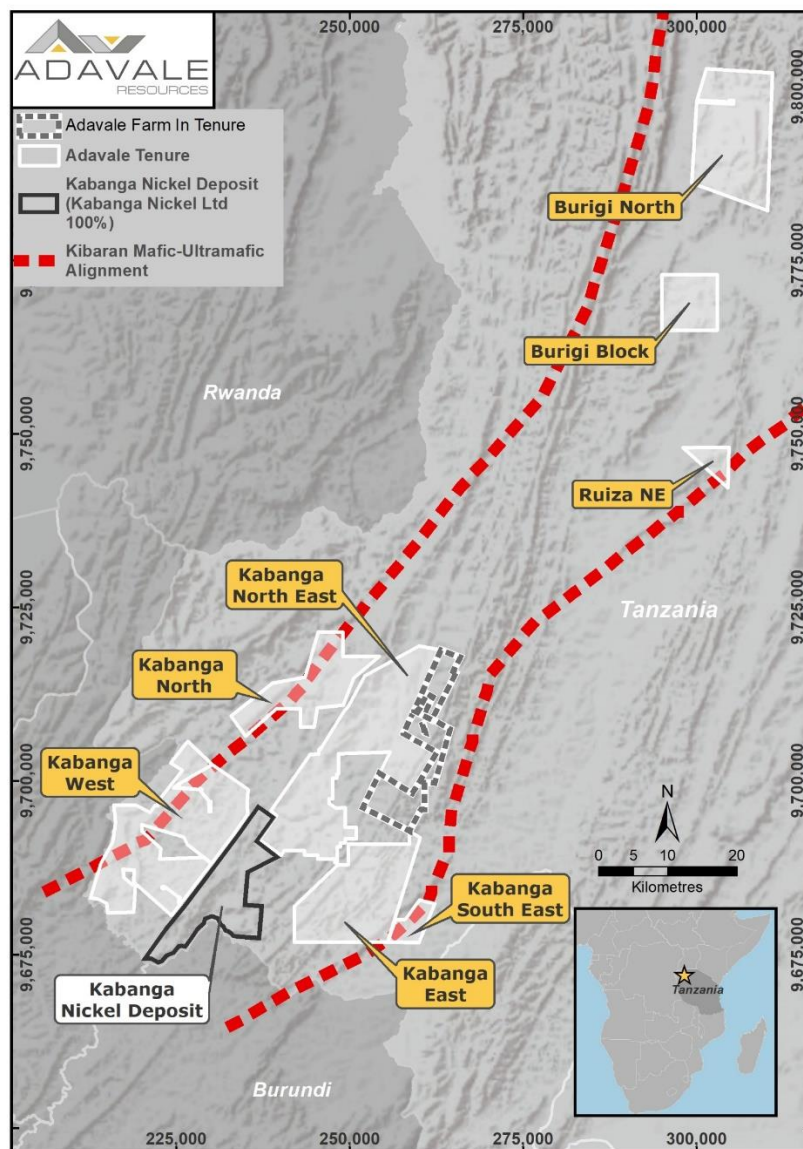 ADAVALE
RESOURCES
250,000
275,000
300,000
Adavale Farm In Tenure
Adavale Tenure
Kabanga Nickel Deposit
(Kabanga Nickel Ltd
100%)
Kibaran Mafic-Ultramafic
Alignment
9,800,000
Burigi North
9
9,775,000
Burigi Block
Rwanda
9,750,000
9,750,000
Ruiza NE
Kabanga
North East
Tanzania
9,725,000
9,725,000
Kabanga
North
Kabanga
West
9,700,000
9,700,000
N
0 5 10 20
Kilometres
Kabanga
South East
9,675,000
9,675,000
Kabanga
East
Kabanga
Nickel Deposit
Tanzania
Burundi
225,000
250,000
275,000
300,000